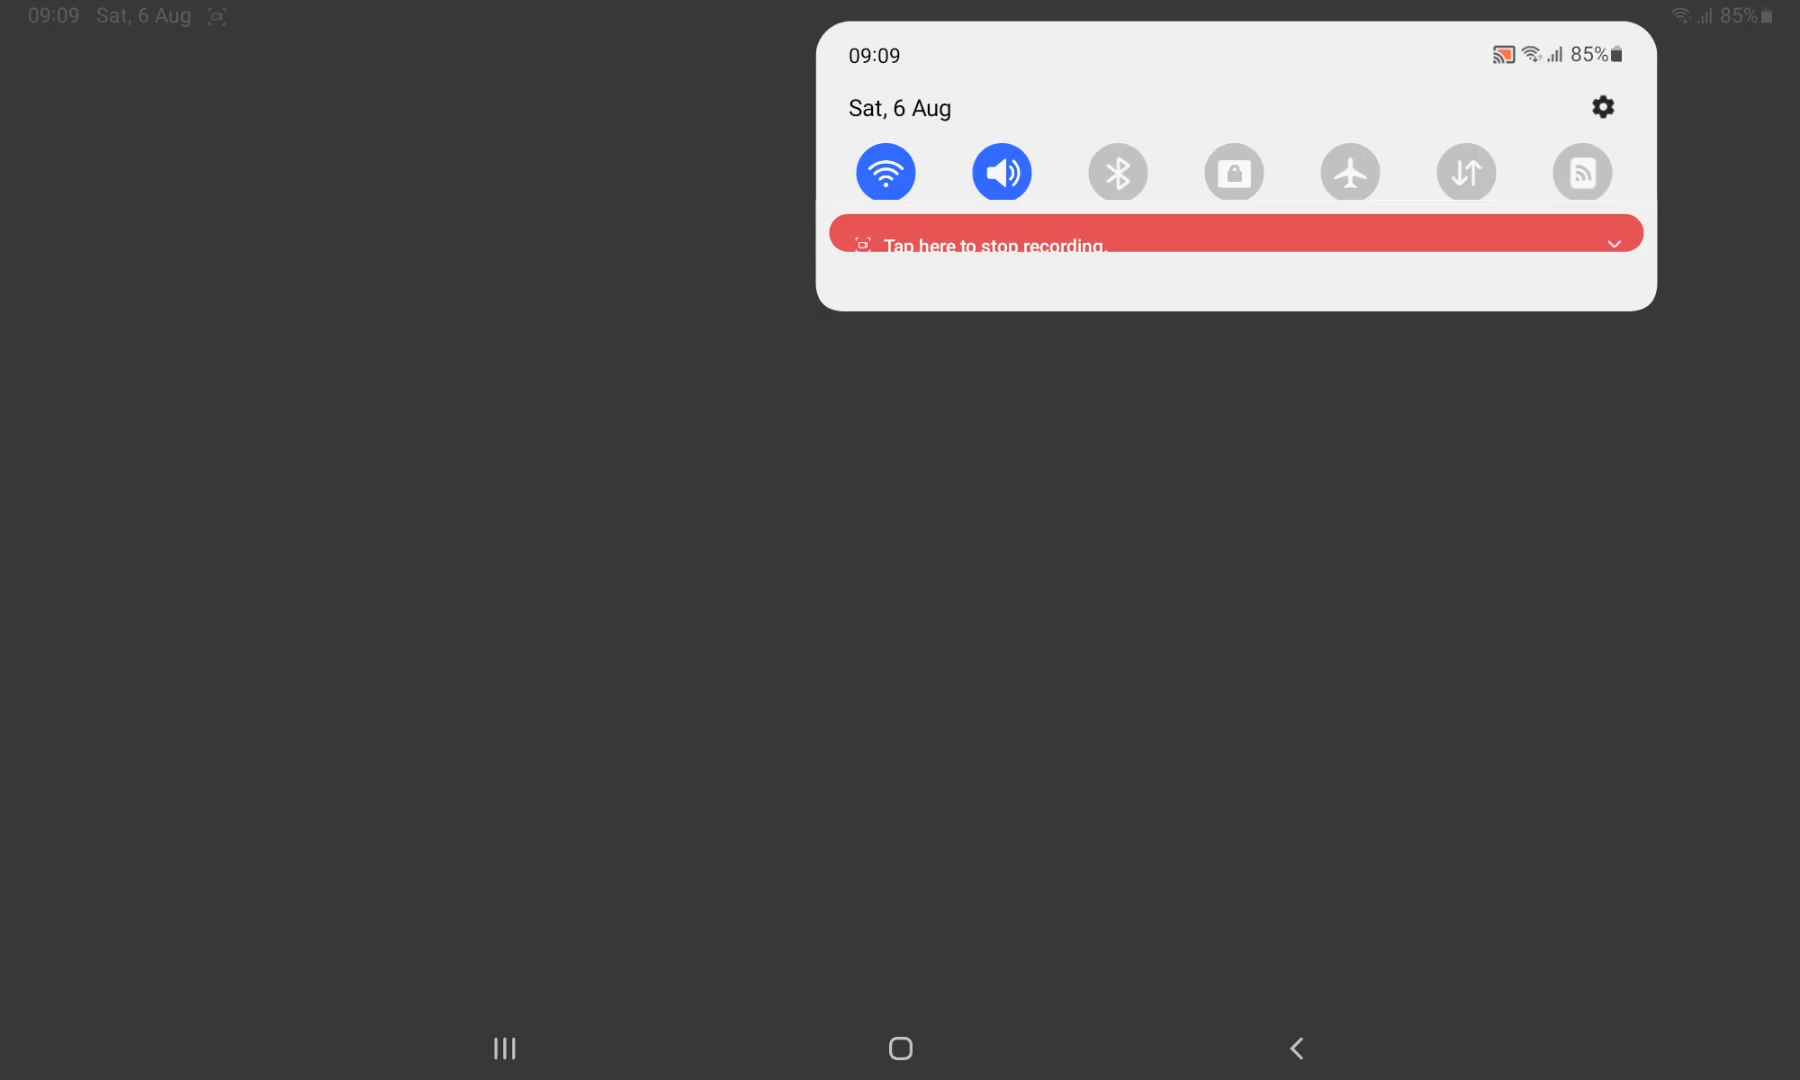 09:09 Sat, 6 Aug 85%
09:09 85%
Sat, 6 Aug
Tap here to stop recording.